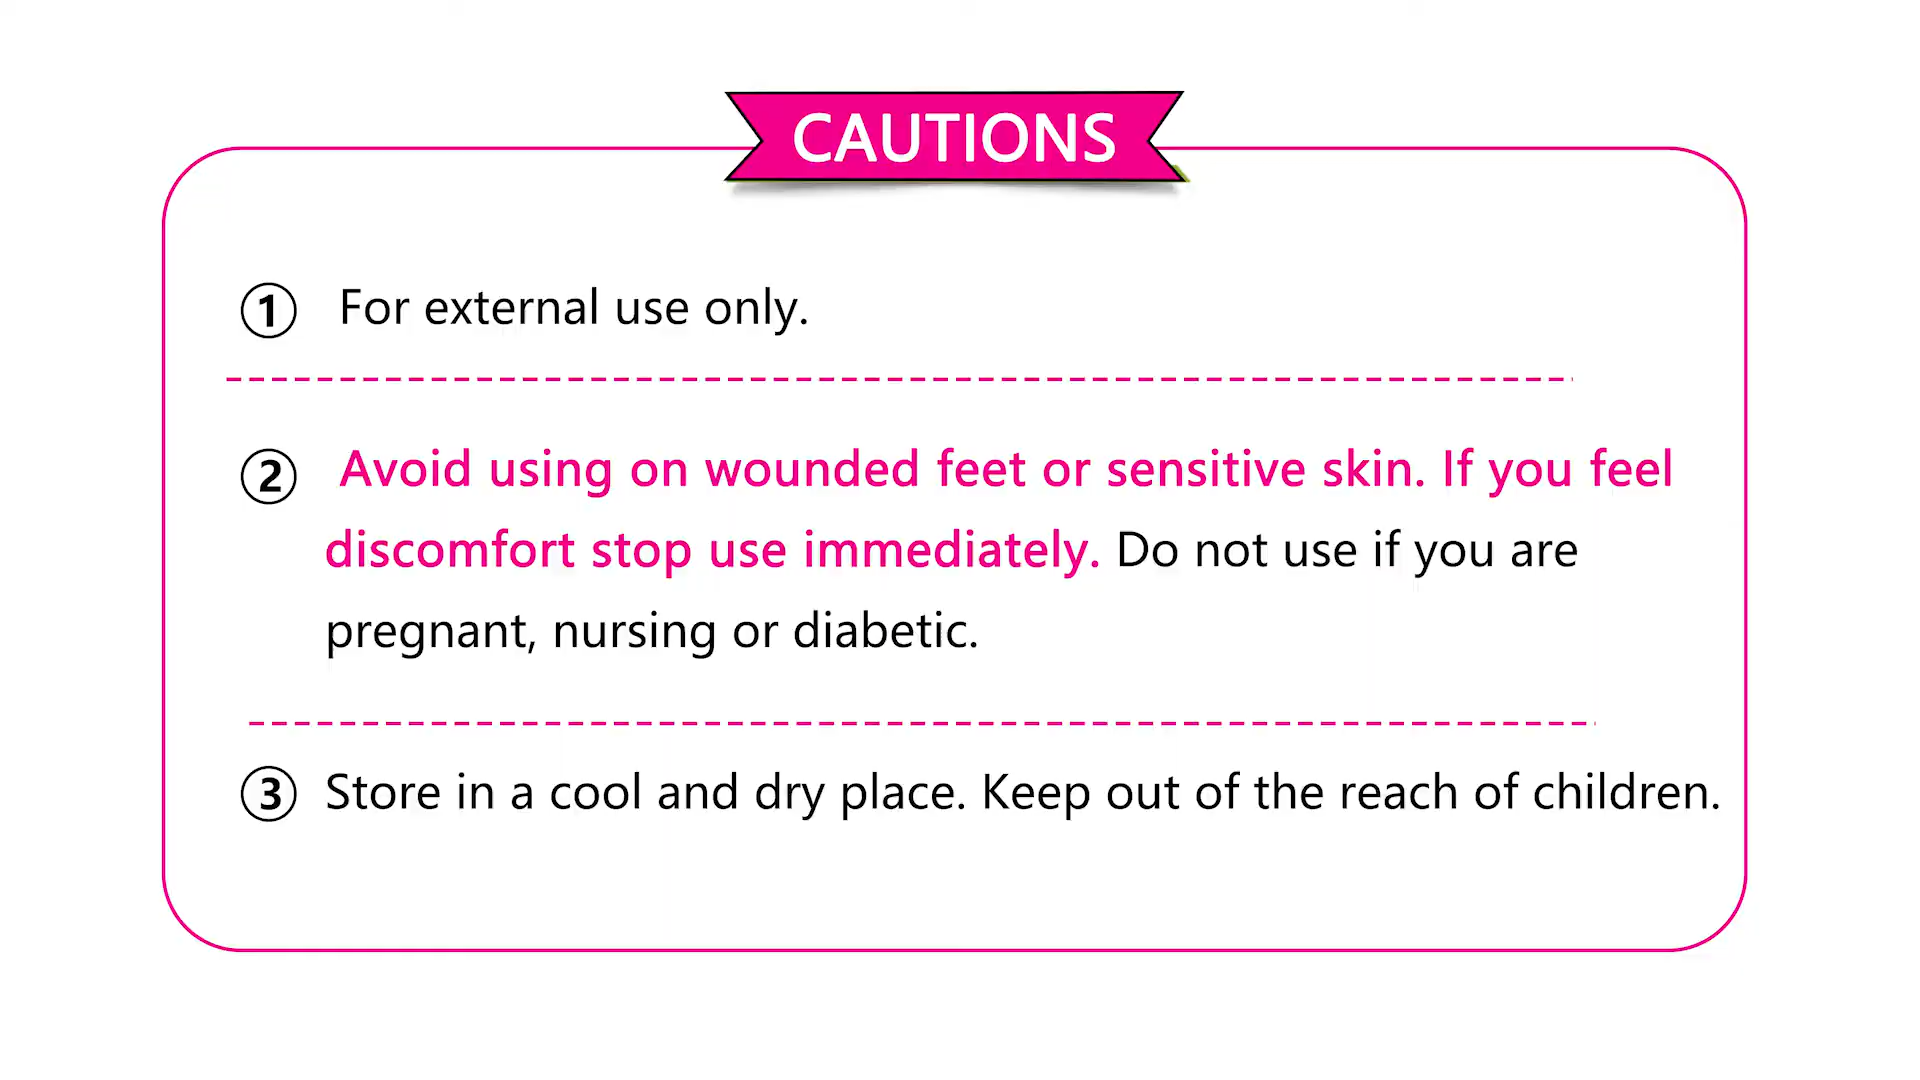 CAUTIONS
① For external use only.
② Avoid using on wounded feet or sensitive skin. If you feel
discomfort stop use immediately. Do not use if you are
pregnant, nursing or diabetic.
③ Store in a cool and dry place. Keep out of the reach of children.